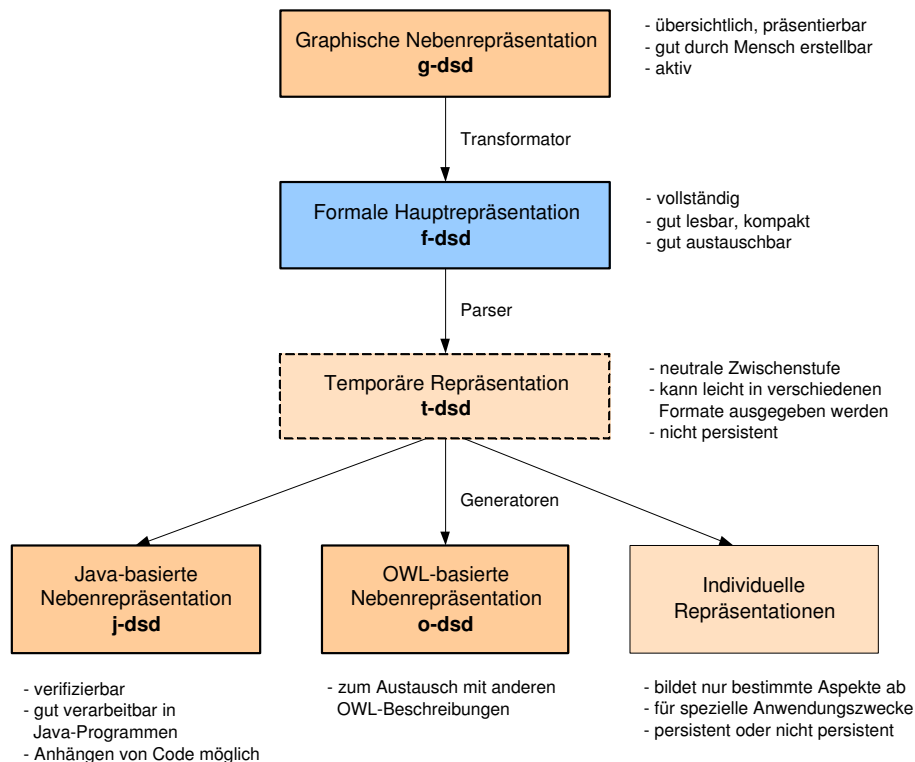 Graphische Nebenrepräsentation
g-dsd
- übersichtlich, präsentierbar
- gut durch Mensch erstellbar
- aktiv
Transformator
Formale Hauptrepräsentation
f-dsd
- vollständig
- gut lesbar, kompakt
- gut austauschbar
Parser
Temporäre Repräsentation
t-dsd
- neutrale Zwischenstufe
- kann leicht in verschiedenen
Formate ausgegeben werden
- nicht persistent
Generatoren
Java-basierte
Nebenrepräsentation
j-dsd
OWL-basierte
Nebenrepräsentation
o-dsd
Individuelle
Repräsentationen
- verifizierbar
- gut verarbeitbar in
Java-Programmen
- Anhängen von Code möglich
- zum Austausch mit anderen
OWL-Beschreibungen
- bildet nur bestimmte Aspekte ab
- für spezielle Anwendungszwecke
- persistent oder nicht persistent